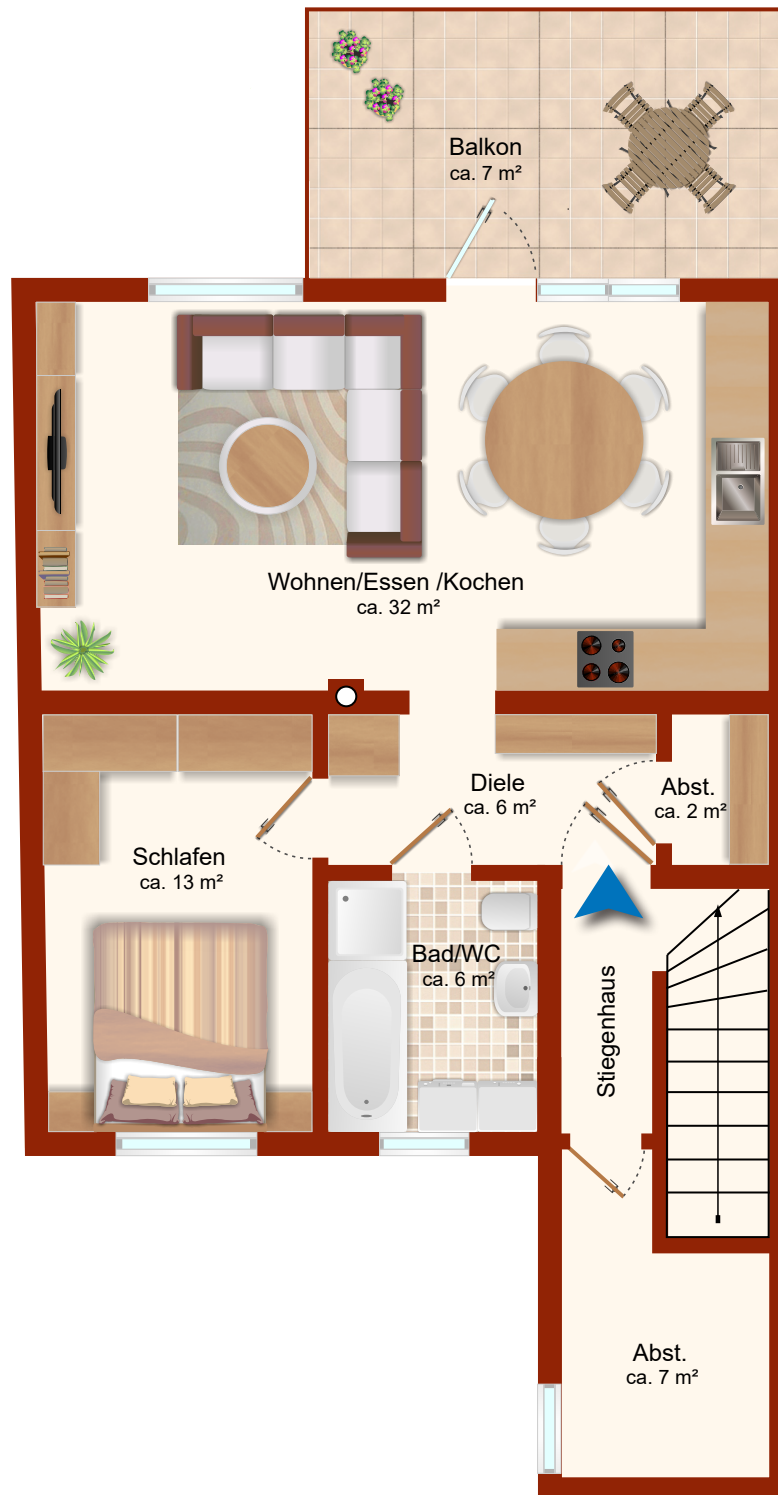 Balkon
ca. 7 m²
Wohnen/Essen /Kochen
ca. 32 m²
Diele
ca. 6 m²
Abst.
ca. 2 m²
Schlafen
ca. 13 m²
Bad/WC
ca. 6 m²
Stiegenhaus
Abst.
ca. 7 m²